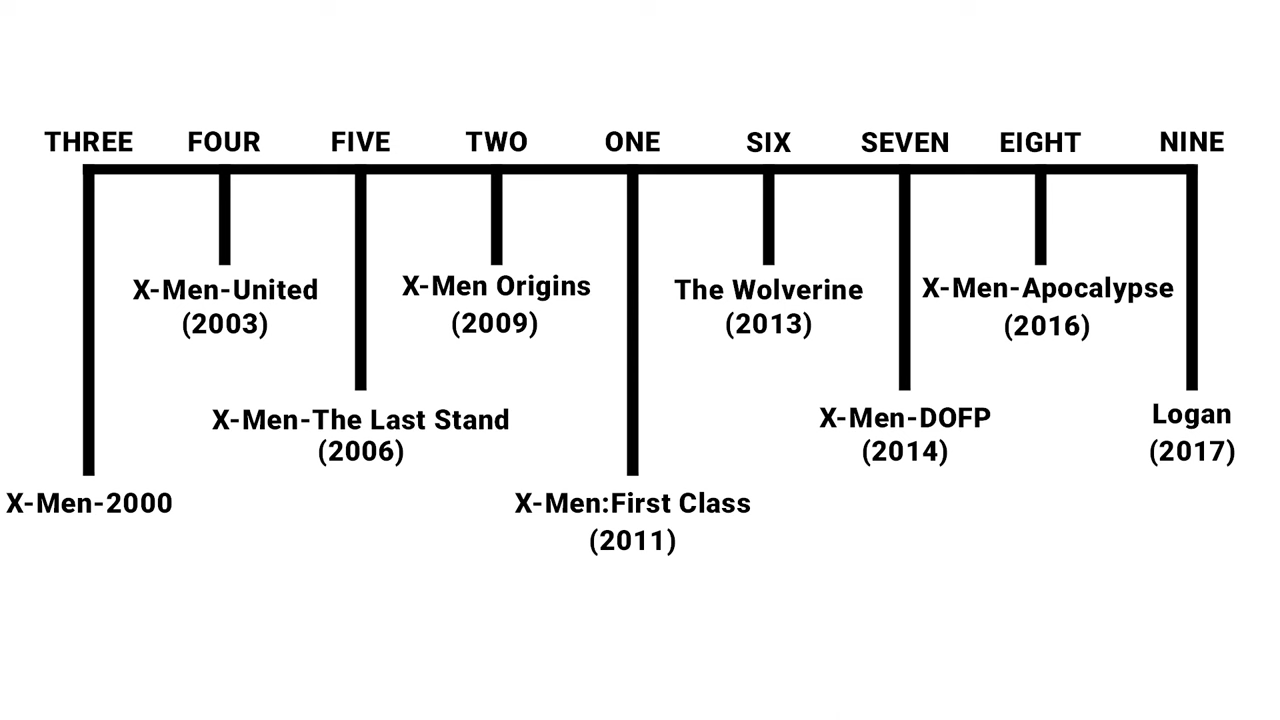 THREE FOUR FIVE TWO ONE SIX SEVEN EIGHT NINE
X-Men-United
(2003)
X-Men Origins
(2009)
The Wolverine
(2013)
X-Men-Apocalypse
(2016)
X-Men-The Last Stand
(2006)
X-Men-DOFP
(2014)
Logan
(2017)
X-Men-2000
X-Men:First Class
(2011)